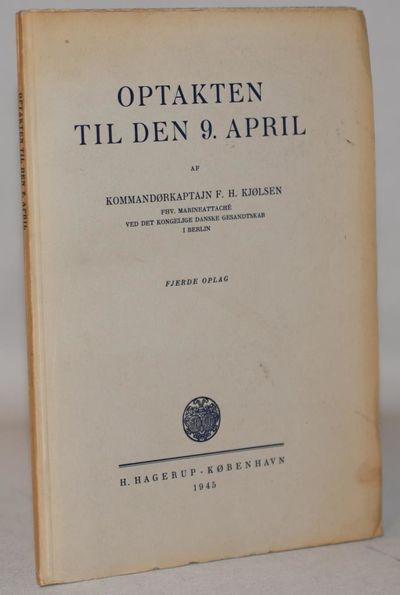 OPTAKTEN TIL DEN 9. APRIL
OPTAKTEN
TIL DEN 9. APRIL
AF
KOMMANDØRKAPTAJN F. H. KJØLSEN
FHV. MARINEATTACHÉ
VED DET KONGELIGE DANSKE GESANDTSKAB
I BERLIN
FJERDE OPLAG
H. HAGERUP - KØBENHAVN
1945